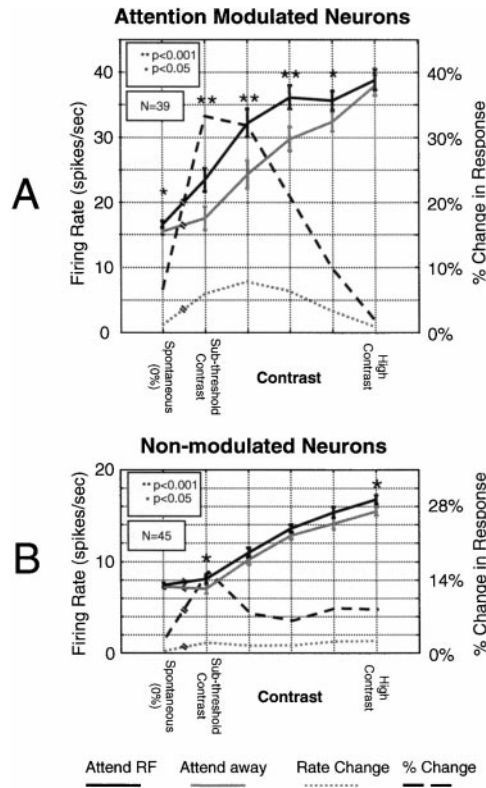 Attention Modulated Neurons
A
** p<0.001
* p<0.05
N=39
Firing Rate (spikes/sec)
40
30
20
10
0
% Change in Response
40%
30%
20%
10%
0%
*
**
**
**
*
Spontaneous
(0%)
Sub-threshold
Contrast
Contrast
High
Contrast
Non-modulated Neurons
B
** p<0.001
* p<0.05
N=45
Firing Rate (spikes/sec)
20
10
0
% Change in Response
28%
14%
0%
*
*
Spontaneous
(0%)
Sub-threshold
Contrast
Contrast
High
Contrast
Attend RF
Attend away
Rate Change
% Change